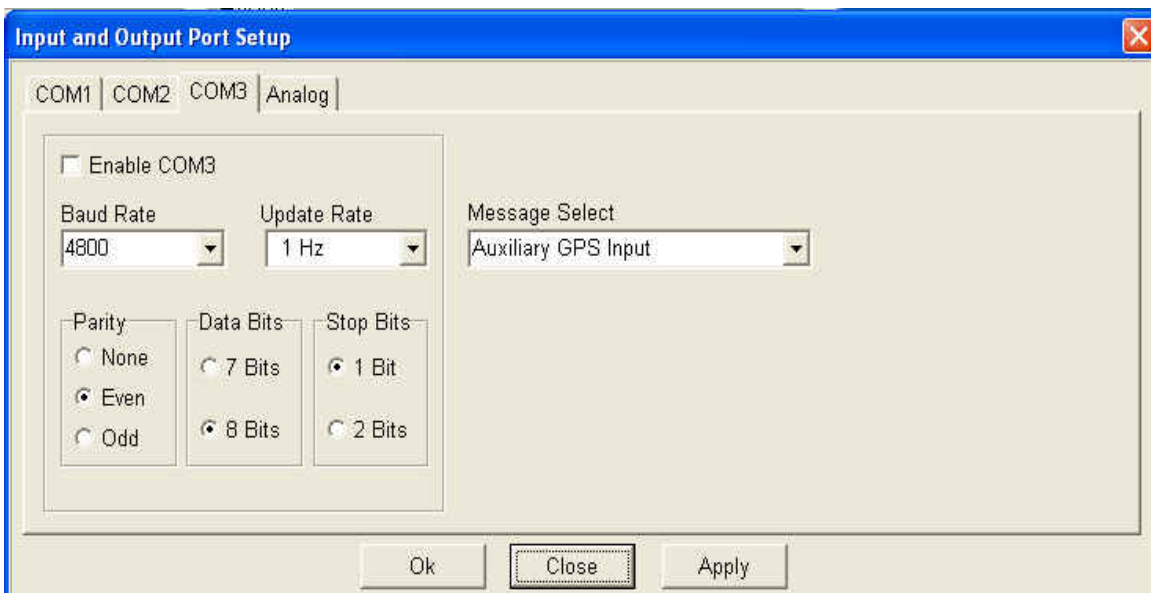 Input and Output Port Setup
COM1 COM2 COM3 Analog
Enable COM3
Baud Rate Update Rate Message Select
4800 1 Hz Auxiliary GPS Input
Parity Data Bits Stop Bits
None 7 Bits 1 Bit
Even
Odd 8 Bits 2 Bits
Ok Close Apply